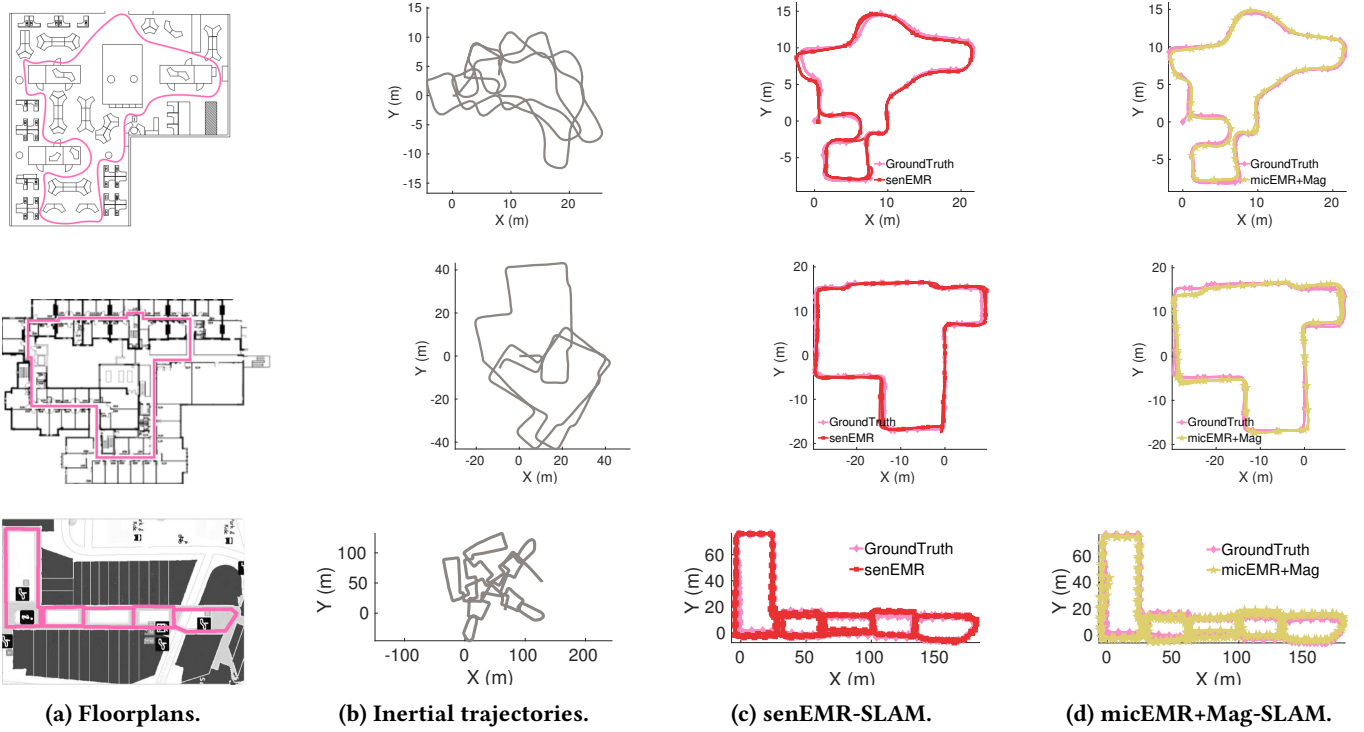 15
10
5
0
-5
-10
-15
0
10
20
Y (m)
X (m)
15
10
5
0
-5
0
10
20
Y (m)
X (m)
GroundTruth
senEMR
15
10
5
0
-5
0
10
20
Y (m)
X (m)
GroundTruth
micEMR+Mag
40
20
0
-20
-40
-20
0
20
40
Y (m)
X (m)
20
10
0
-10
-20
-20
-10
0
Y (m)
X (m)
GroundTruth
senEMR
20
10
0
-10
-20
-20
-10
0
Y (m)
X (m)
GroundTruth
micEMR+Mag
100
50
0
-100
0
100
200
Y (m)
X (m)
60
40
20
0
0
50
100
150
Y (m)
X (m)
GroundTruth
senEMR
60
40
20
0
0
50
100
150
Y (m)
X (m)
GroundTruth
micEMR+Mag
(a) Floorplans.
(b) Inertial trajectories.
(c) senEMR-SLAM.
(d) micEMR+Mag-SLAM.